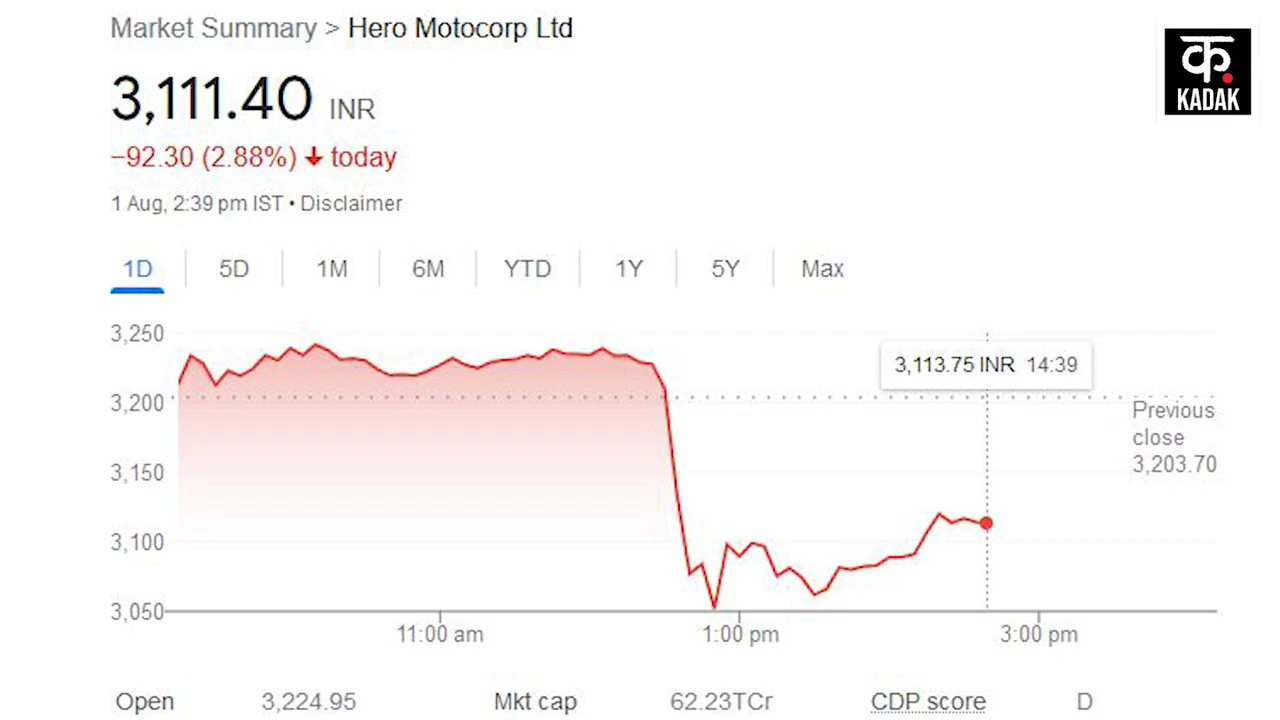 Market Summary > Hero Motocorp Ltd
क.
KADAK
3,111.40 INR
−92.30 (2.88%) ↓ today
1 Aug, 2:39 pm IST • Disclaimer
1D 5D 1M 6M YTD 1Y 5Y Max
3,250
3,113.75 INR 14:39
3,200
Previous
close
3,203.70
3,150
3,100
3,050
11:00 am 1:00 pm 3:00 pm
Open 3,224.95 Mkt cap 62.23TCr CDP score D